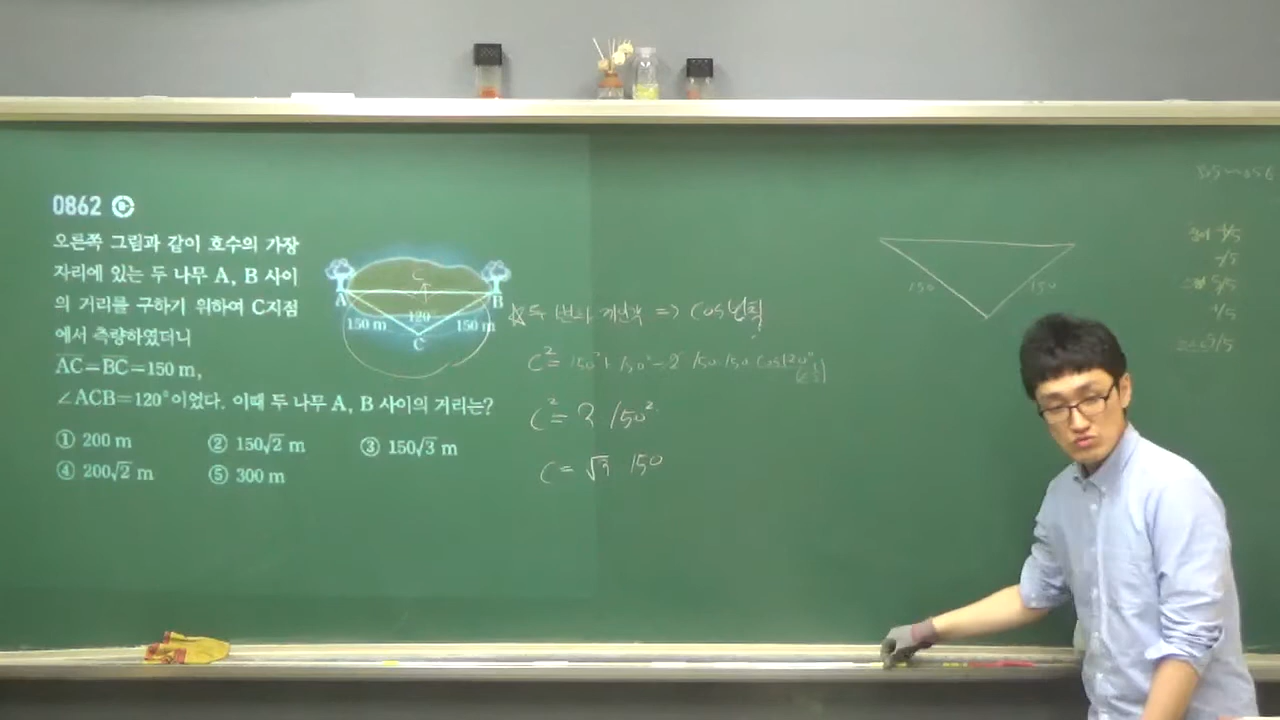 0862 ⓒ
오른쪽 그림과 같이 호수의 가장
자리에 있는 두 나무 A, B 사이
의 거리를 구하기 위하여 C지점
에서 측량하였더니
AC=BC=150 m,
∠ACB=120°이었다. 이때 두 나무 A, B 사이의 거리는?
① 200 m ② 150√2 m ③ 150√3 m
④ 200√2 m ⑤ 300 m
C
A B
150 m 120 150 m
C
☆두 변의 => Cos법칙
C²= 150²+150²-2 150·150 cos120°
C²= 3 150²
C= √3 150
150 150